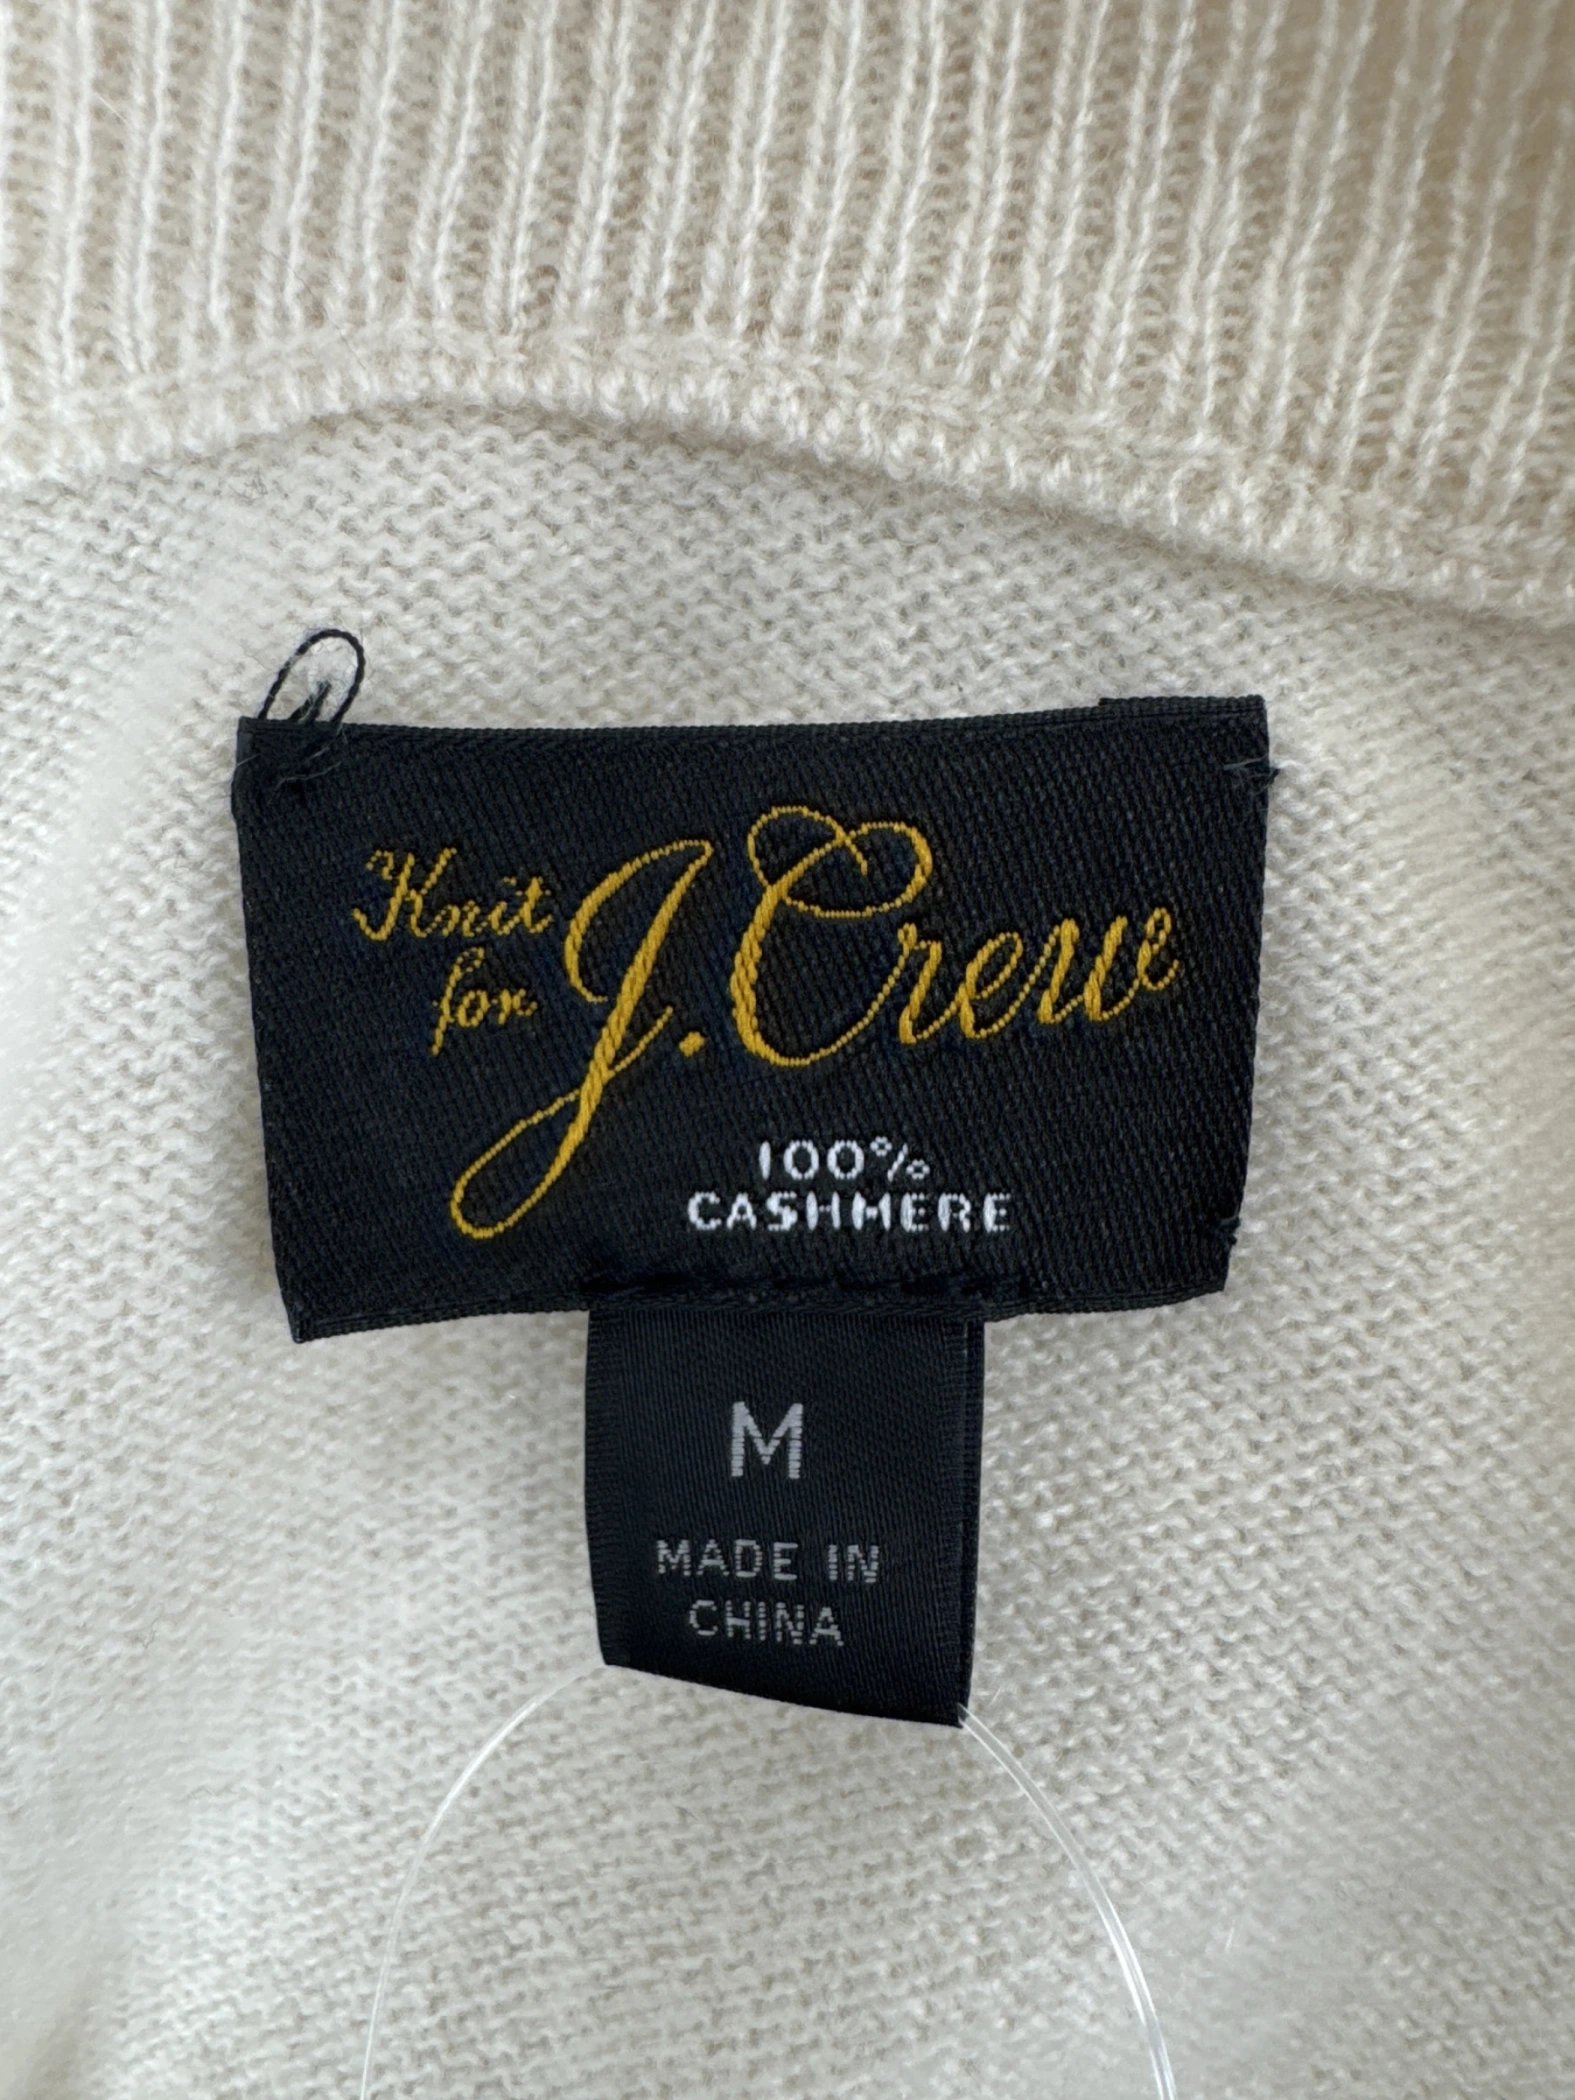 Knit
for J. Crew
100%
CASHMERE
M
MADE IN
CHINA